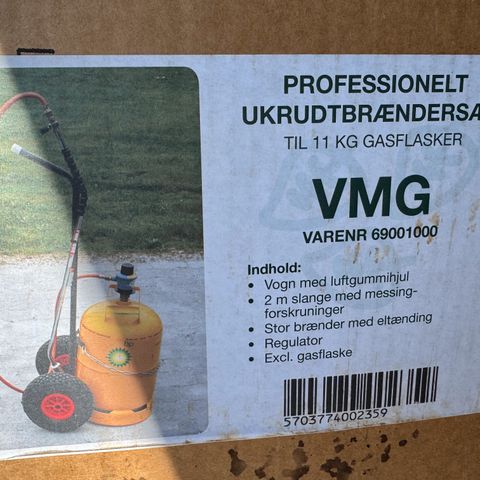 PROFESSIONELT
TIL 11 KG GASFLASKER
VMG
VARENR 69001000
Indhold:
• Vogn med luftgummihjul
• 2 m slange med messing-
forskruninger
• Stor brænder med eltænding
• Regulator
• Excl. gasflaske
5703774002359
bp